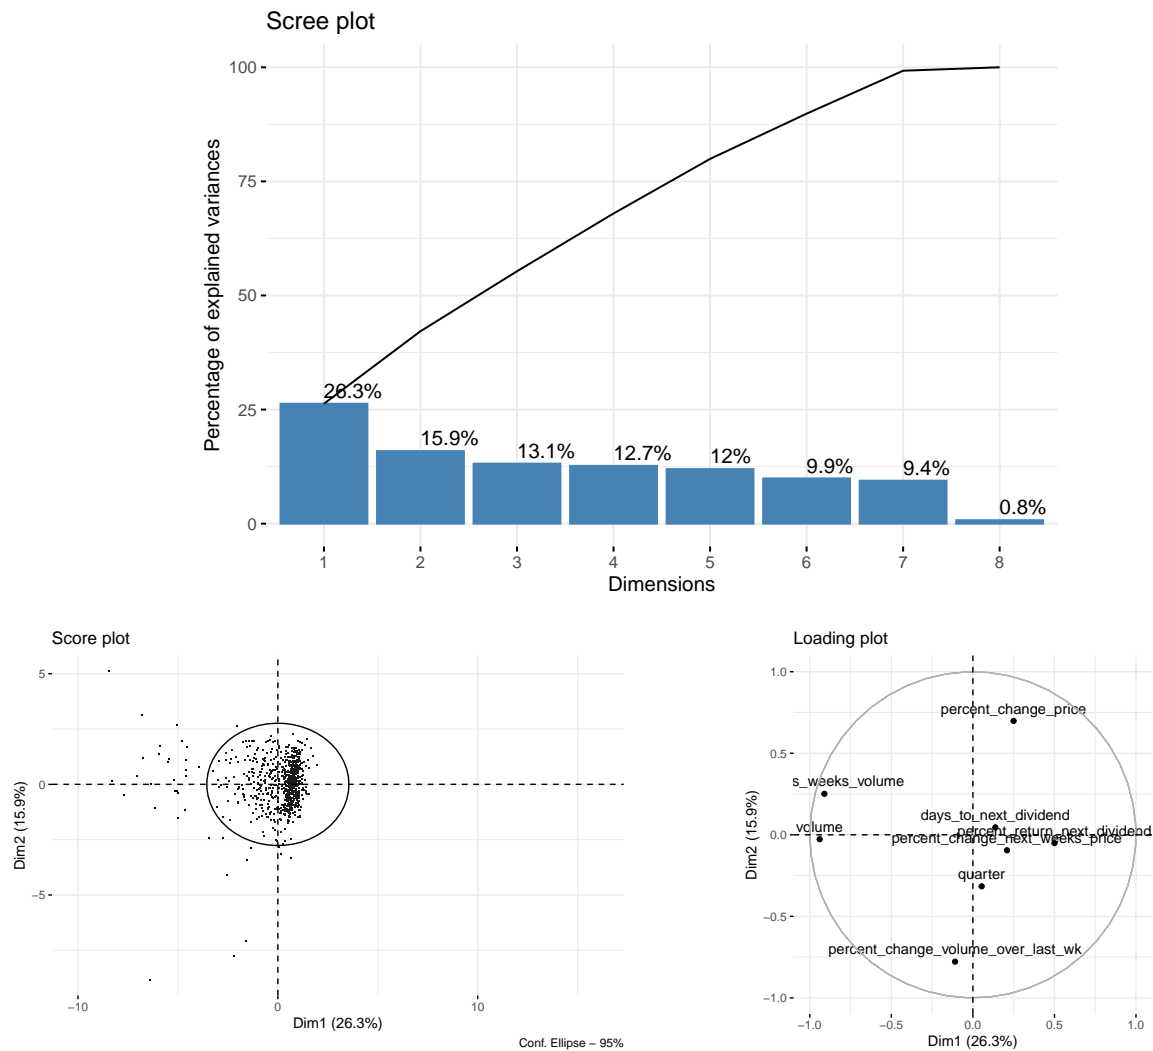 Scree plot
Percentage of explained variances
100
75
50
25
0
26.3%
15.9%
13.1%
12.7%
12%
9.9%
9.4%
0.8%
1 2 3 4 5 6 7 8
Dimensions
Score plot
Dim2 (15.9%)
5
0
−5
−10 0 10
Dim1 (26.3%)
Conf. Ellipse − 95%
Loading plot
Dim2 (15.9%)
1.0
0.5
0.0
−0.5
−1.0
percent_change_price
s_weeks_volume
days_to_next_dividend
volume
percent_return_next_dividend
percent_change_next_weeks_price
quarter
percent_change_volume_over_last_wk
−1.0 −0.5 0.0 0.5 1.0
Dim1 (26.3%)